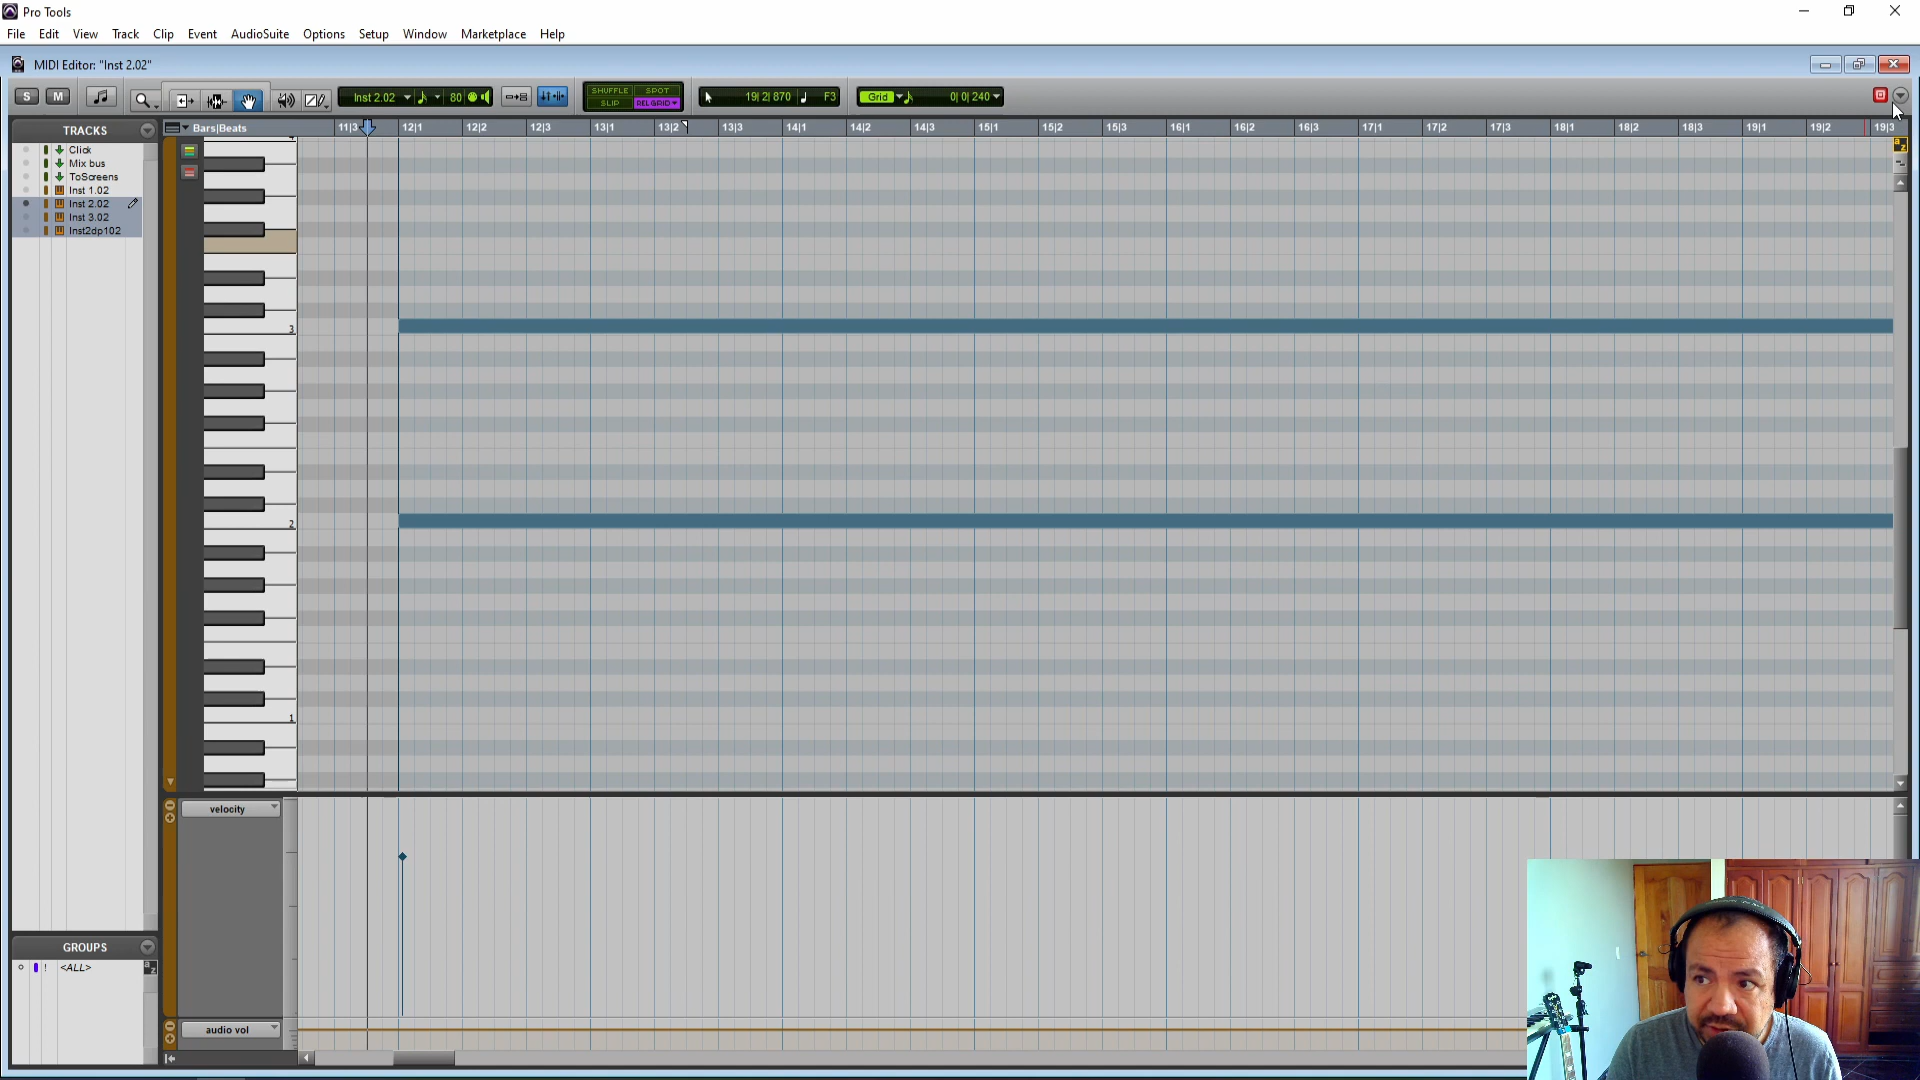 Pro Tools
File Edit View Track Clip Event AudioSuite Options Setup Window Marketplace Help
MIDI Editor: "Inst 2.02"
S M Inst 2.02 80 SHUFFLE SPOT SLIP REL GRID 19| 2| 870 F3 Grid 0| 0| 240
TRACKS
Bars|Beats 11|3 12|1 12|2 12|3 13|1 13|2 13|3 14|1 14|2 14|3 15|1 15|2 15|3 16|1 16|2 16|3 17|1 17|2 17|3 18|1 18|2 18|3 19|1 19|2 19|3
Click
Mix bus
ToScreens
Inst 1.02
Inst 2.02
Inst 3.02
Inst2dp102
3
2
1
velocity
GROUPS
! <ALL>
audio vol